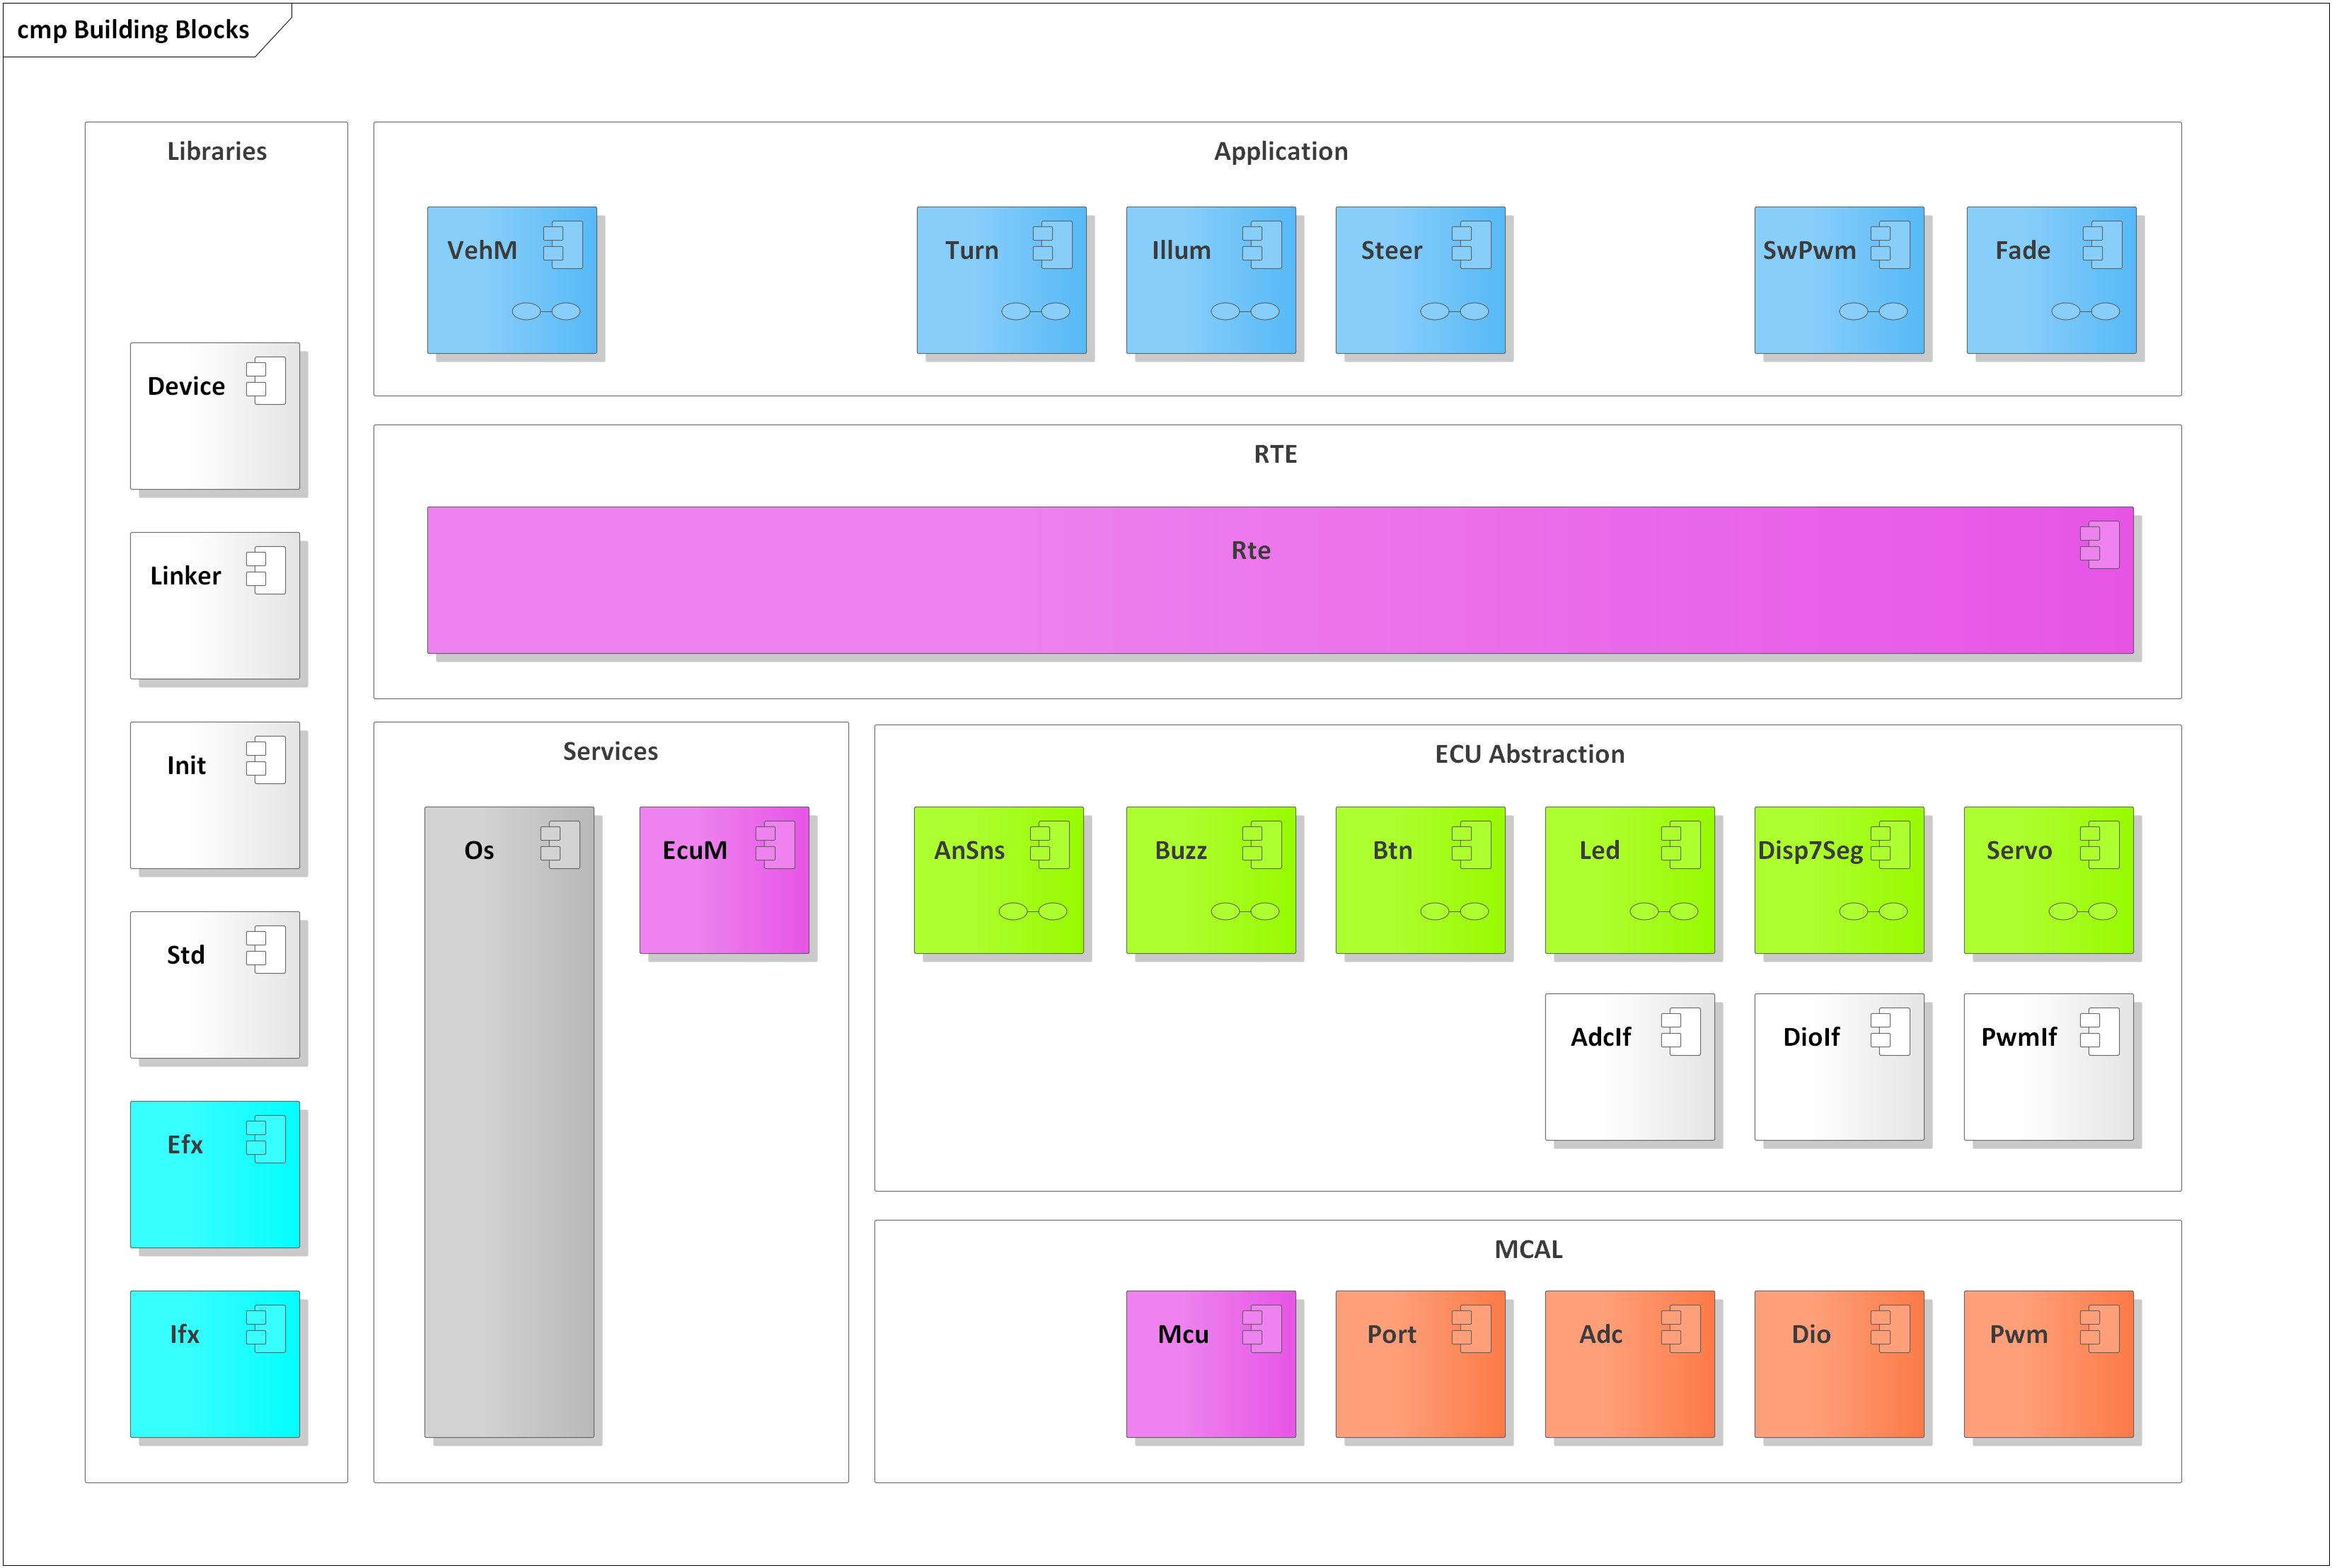 cmp Building Blocks
Libraries
Device
Linker
Init
Std
Efx
Ifx
Application
VehM
Turn
Illum
Steer
SwPwm
Fade
RTE
Rte
Services
Os
EcuM
ECU Abstraction
AnSns
Buzz
Btn
Led
Disp7Seg
Servo
AdcIf
DioIf
PwmIf
MCAL
Mcu
Port
Adc
Dio
Pwm